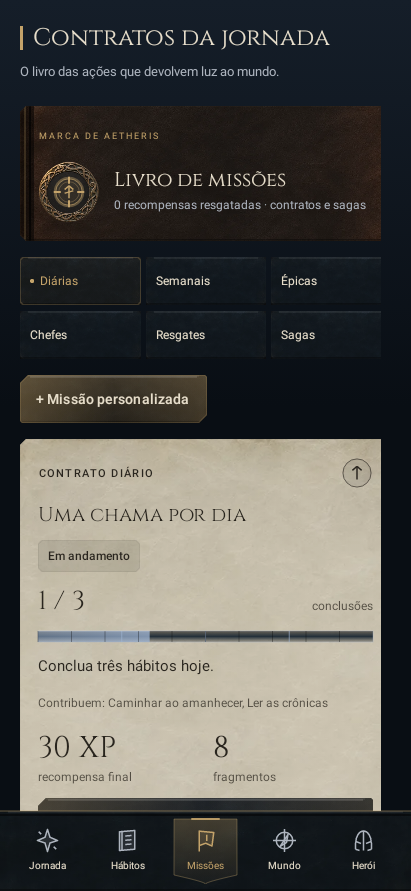 Contratos da Jornada
O livro das ações que devolvem luz ao mundo.
MARCA DE AETHERIS
Livro de missões
0 recompensas resgatadas · contratos e sagas
• Diárias
Semanais
Épicas
Chefes
Resgates
Sagas
+ Missão personalizada
CONTRATO DIÁRIO
Uma chama por dia
Em andamento
1 / 3
conclusões
Conclua três hábitos hoje.
Contribuem: Caminhar ao amanhecer, Ler as crônicas
30 XP
8
recompensa final
fragmentos
Jornada
Hábitos
Missões
Mundo
Herói